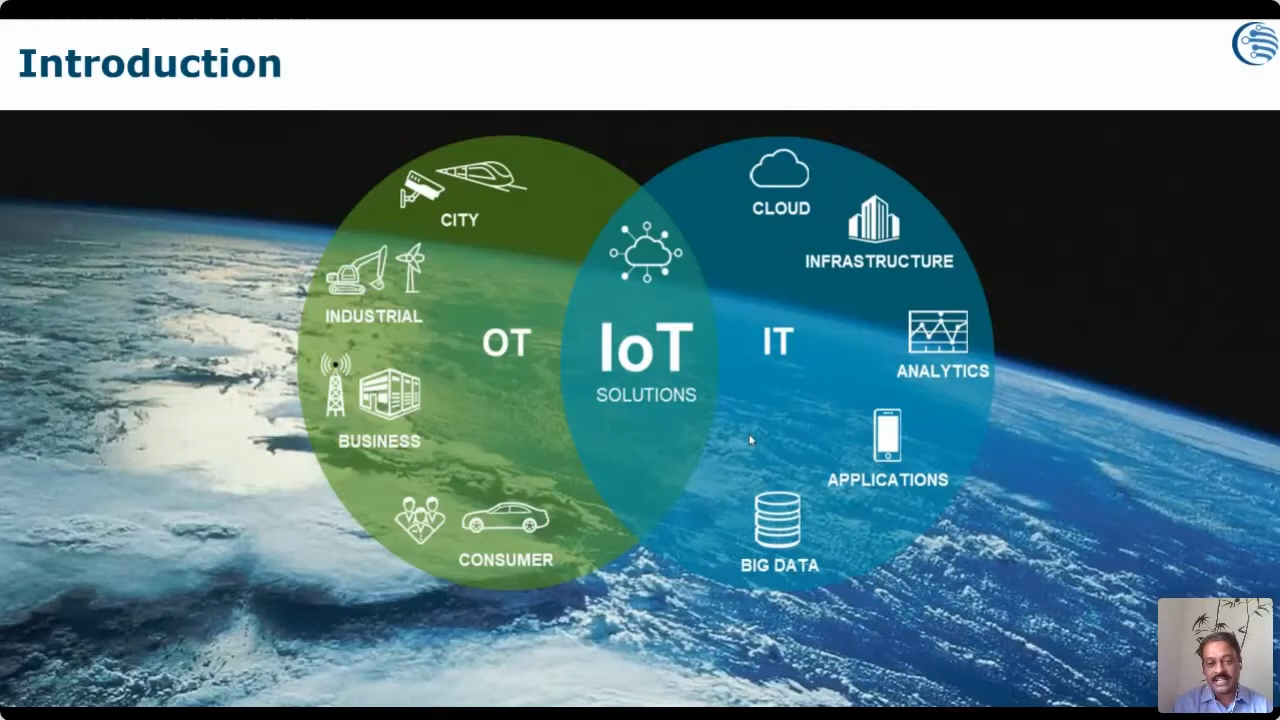 Introduction
CITY
INDUSTRIAL
BUSINESS
CONSUMER
OT
IoT
SOLUTIONS
IT
CLOUD
INFRASTRUCTURE
ANALYTICS
APPLICATIONS
BIG DATA